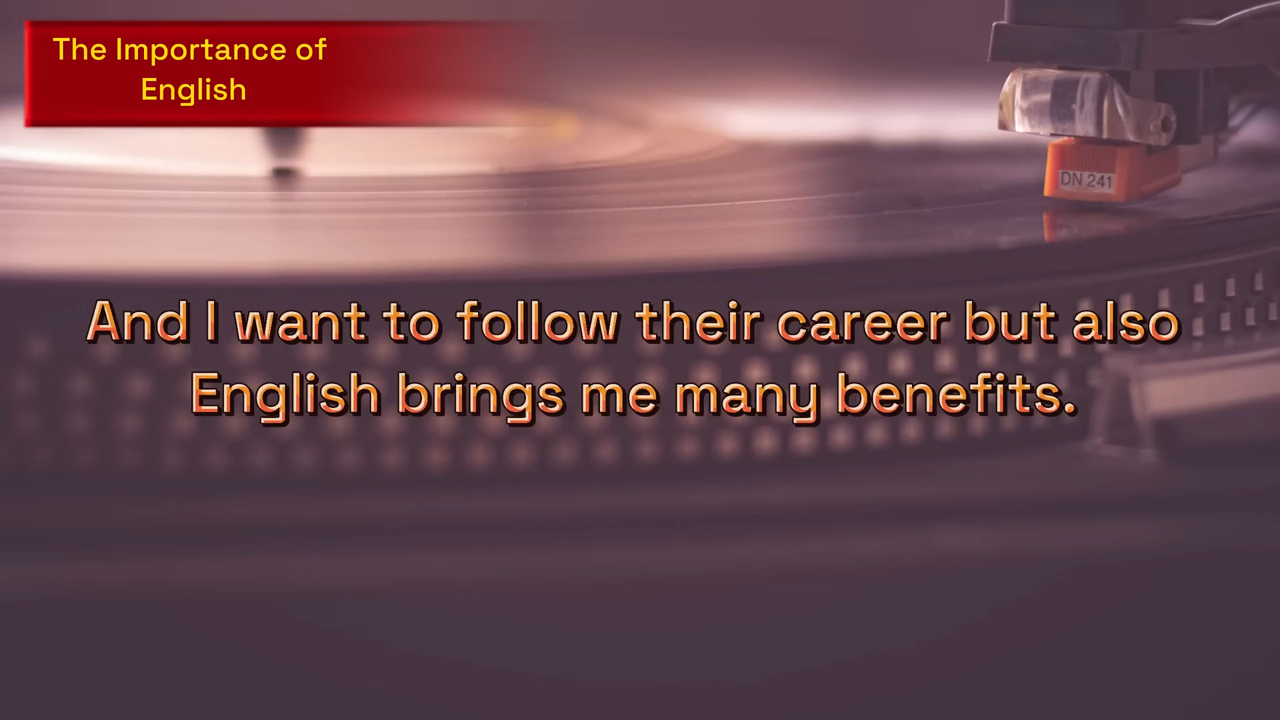 The Importance of
English
DN 241
And I want to follow their career but also
English brings me many benefits.